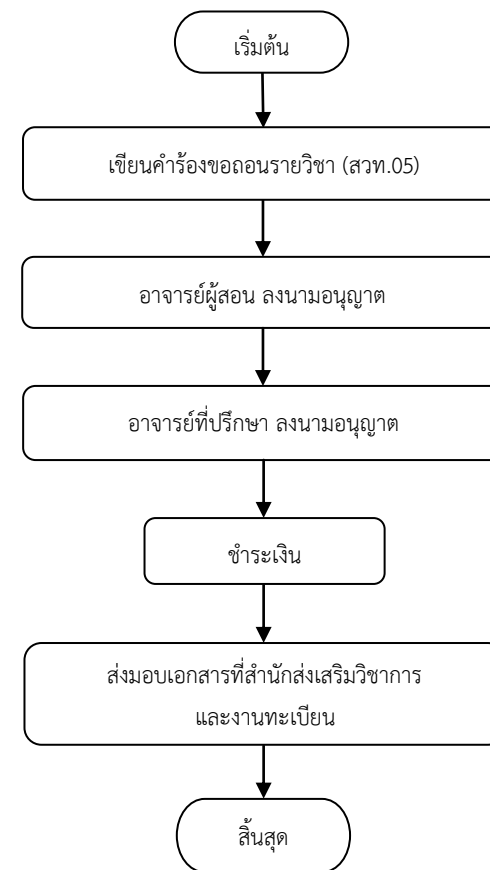 เริ่มต้น
เขียนคำร้องขอถอนรายวิชา (สวท.05)
อาจารย์ผู้สอน ลงนามอนุญาต
อาจารย์ที่ปรึกษา ลงนามอนุญาต
ชำระเงิน
ส่งมอบเอกสารที่สำนักส่งเสริมวิชาการ
และงานทะเบียน
สิ้นสุด